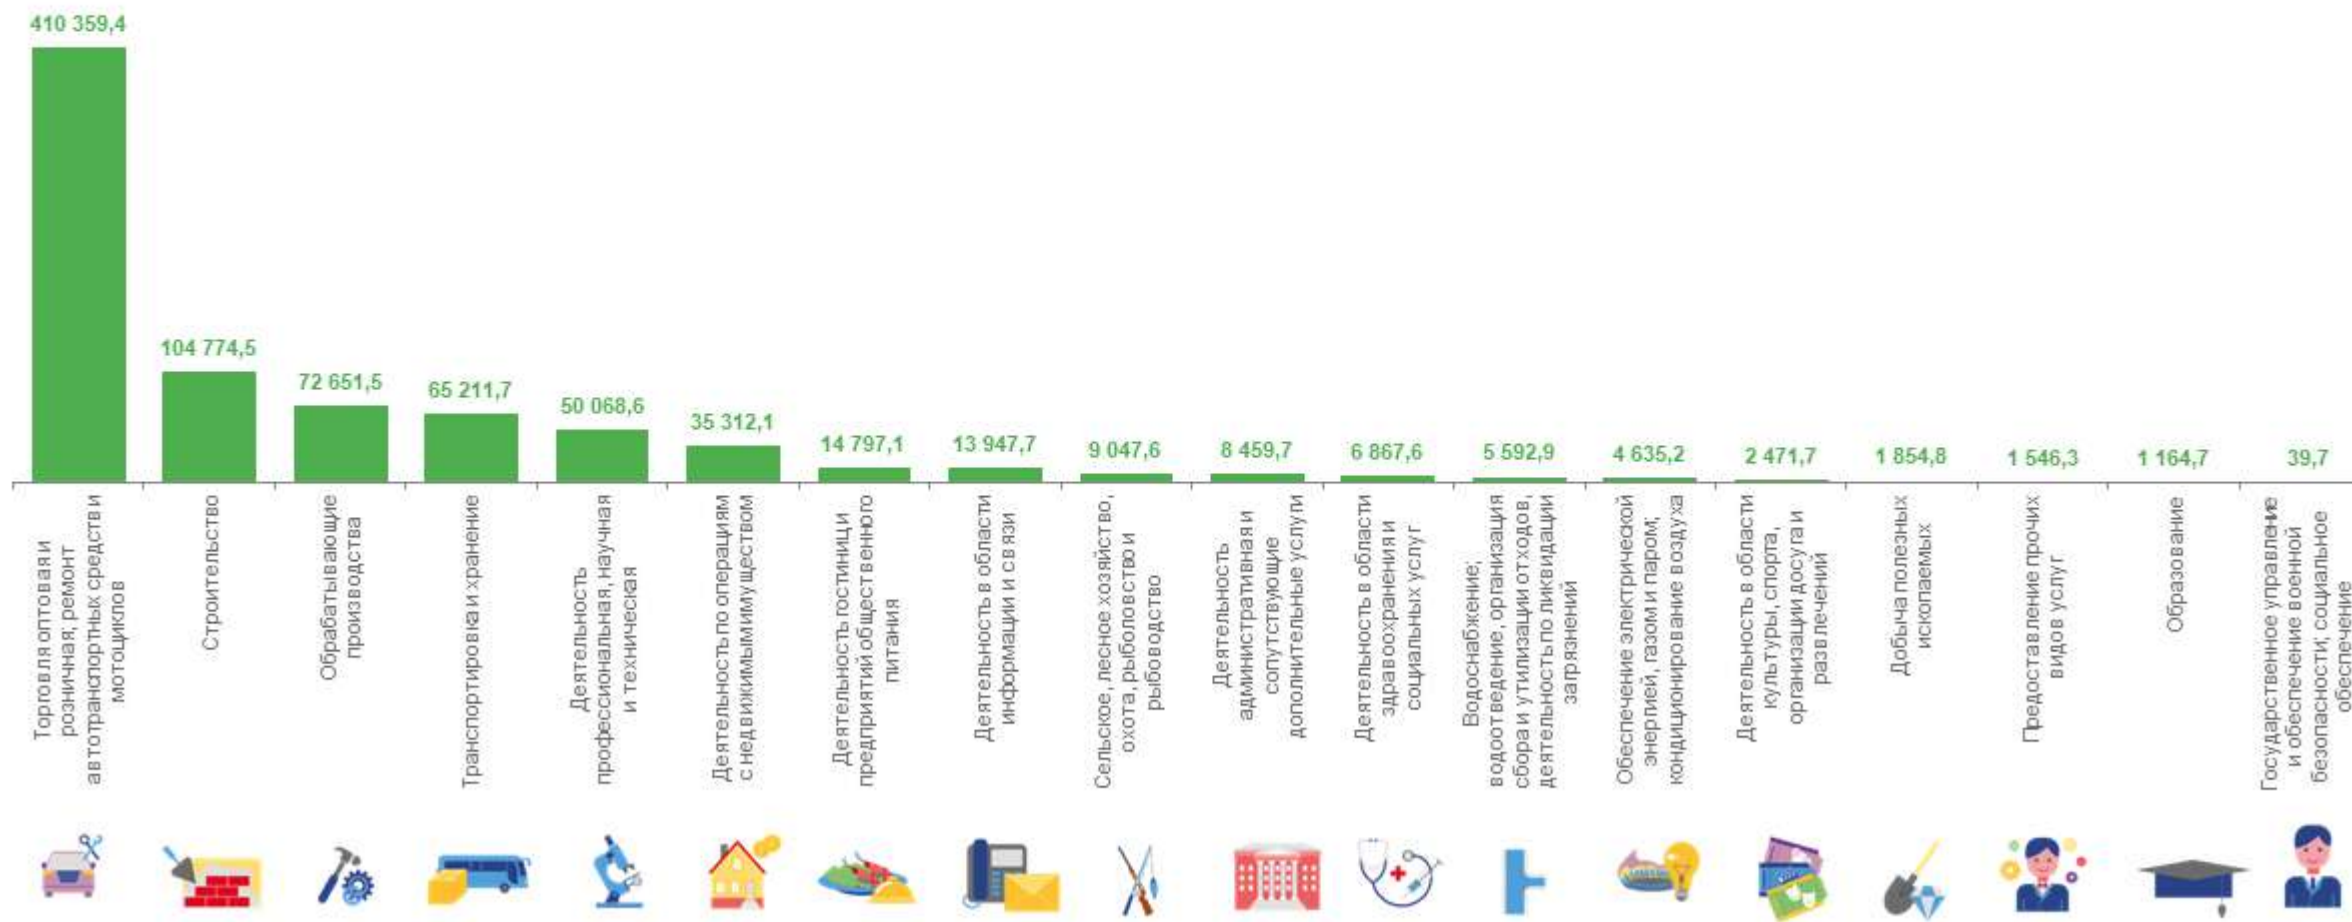 410 359,4
104 774,5
72 651,5
65 211,7
50 068,6
35 312,1
14 797,1
13 947,7
9 047,6
8 459,7
6 867,6
5 592,9
4 635,2
2 471,7
1 854,8
1 546,3
1 164,7
39,7
Торговля оптовая и
розничная; ремонт
автотранспортных средств и
мотоциклов
Строительство
Обрабатывающие
производства
Транспортировка и хранение
Деятельность
профессиональная, научная
и техническая
Деятельность по операциям
с недвижимым имуществом
Деятельность гостиниц и
предприятий общественного
питания
Деятельность в области
информации и связи
Сельское, лесное хозяйство,
охота, рыболовство и
рыбоводство
Деятельность
административная и
сопутствующие
дополнительные услуги
Деятельность в области
здравоохранения и
социальных услуг
Водоснабжение;
водоотведение, организация
сбора и утилизации отходов,
деятельность по ликвидации
загрязнений
Обеспечение электрической
энергией, газом и паром;
кондиционирование воздуха
Деятельность в области
культуры, спорта,
организации досуга и
развлечений
Добыча полезных
ископаемых
Предоставление прочих
видов услуг
Образование
Государственное управление
и обеспечение военной
безопасности; социальное
обеспечение